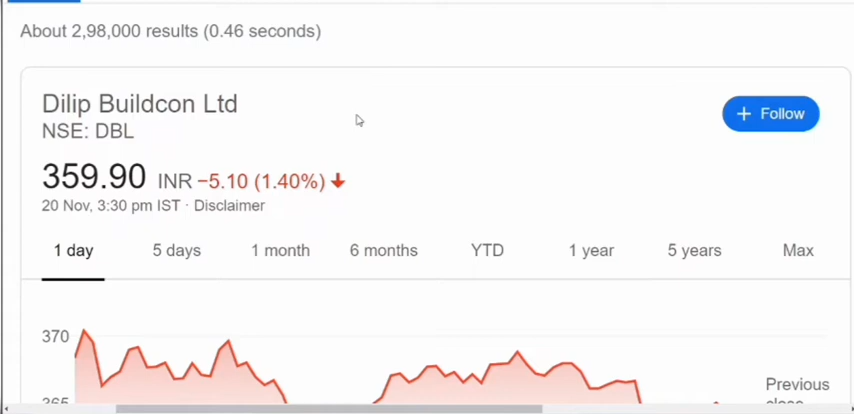 About 2,98,000 results (0.46 seconds)
Dilip Buildcon Ltd
NSE: DBL
+ Follow
359.90 INR −5.10 (1.40%)
20 Nov, 3:30 pm IST · Disclaimer
1 day 5 days 1 month 6 months YTD 1 year 5 years Max
370
365
Previous
close